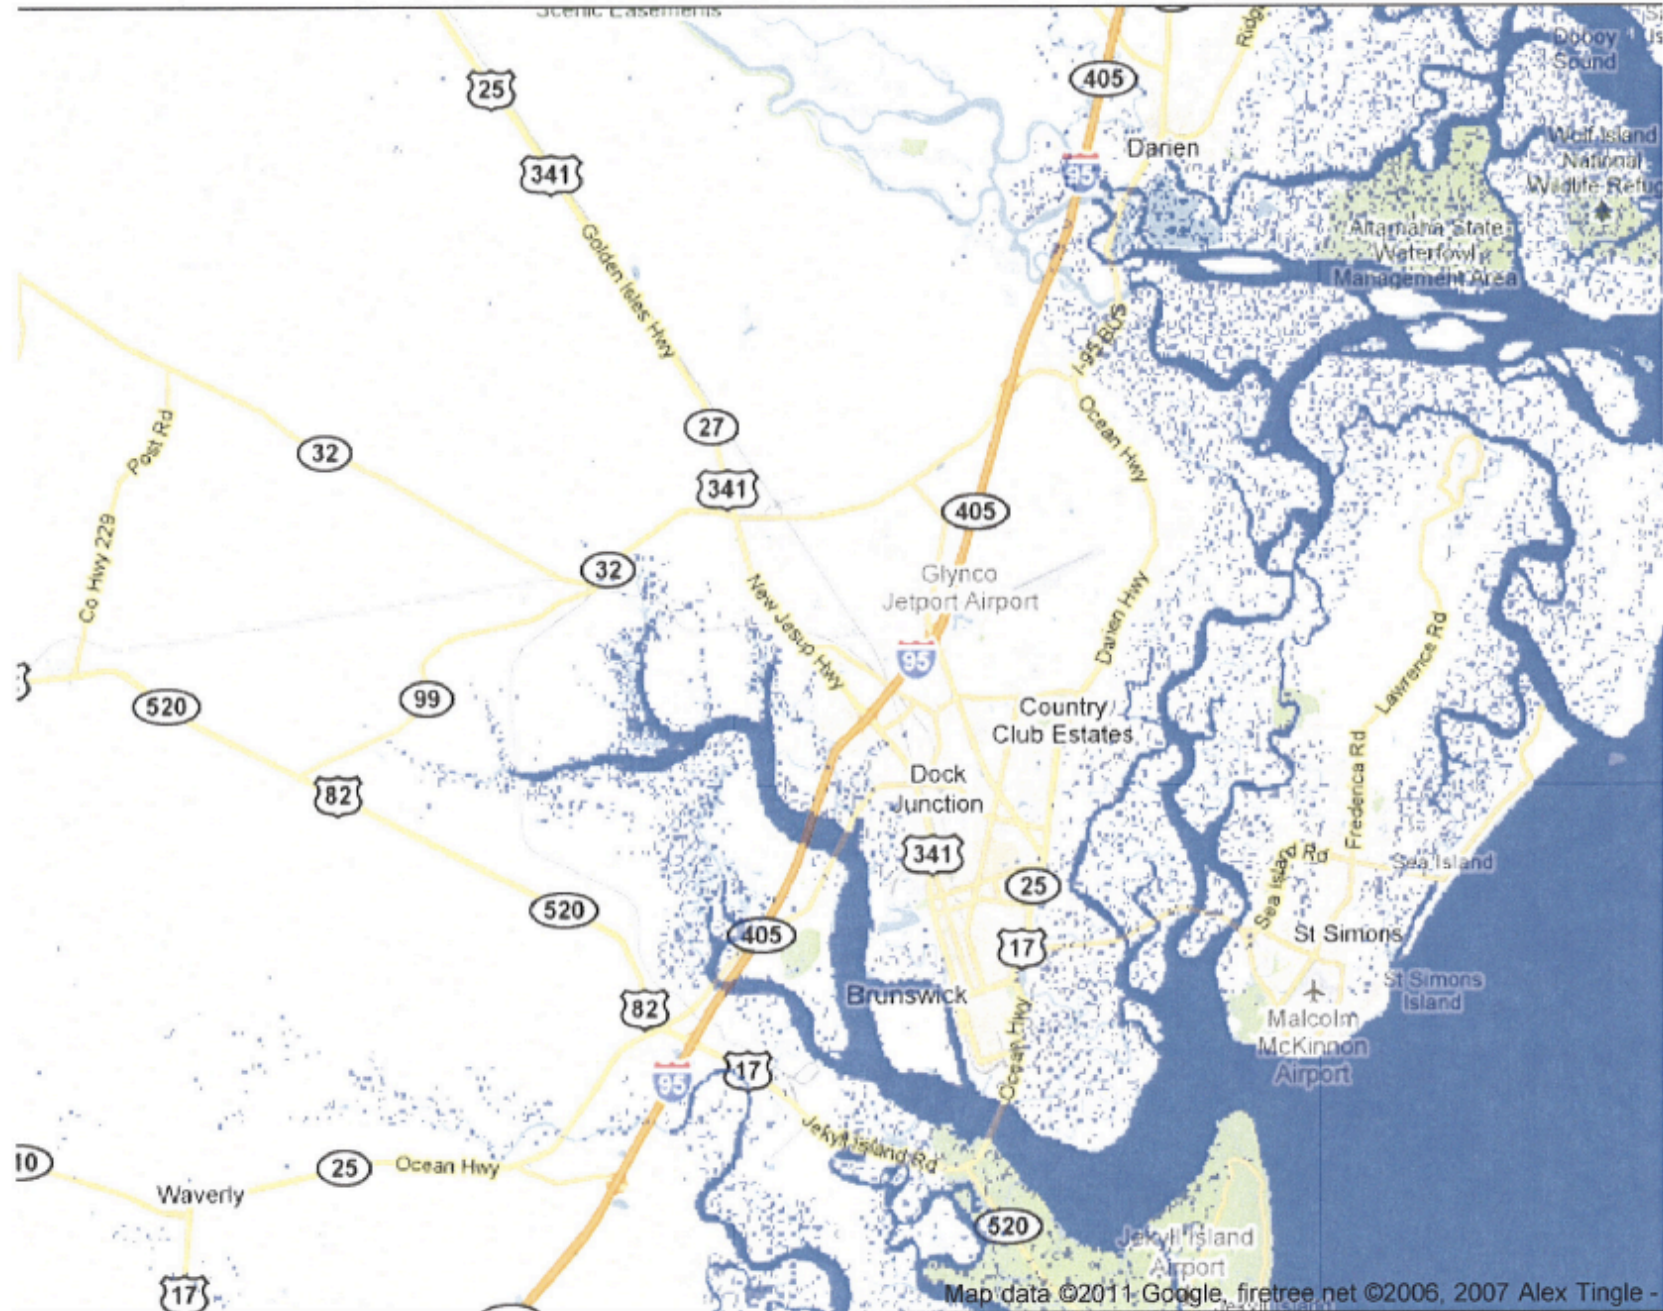 Scenic Easements
25
405
Ridge
Doboy
Sound
341
Darien
95
Wolf Island
National
Wildlife Refug
Altamaha State
Waterfowl
Management Area
Golden Isles Hwy
I-95 BUS
Post Rd
32
27
341
Ocean Hwy
405
Co Hwy 229
32
Glynco
Jetport Airport
New Jesup Hwy
Darien Hwy
95
Lawrence Rd
520
99
Country
Club Estates
Frederica Rd
82
Dock
Junction
341
Sea Island Rd
Sea Island
25
520
405
17
St Simons
St Simons
Island
82
Brunswick
Ocean Hwy
Malcolm
McKinnon
Airport
95
17
Jekyll Island Rd
10
25
Ocean Hwy
Waverly
520
Jekyll Island
Airport
17
Map data ©2011 Google, firetree.net ©2006, 2007 Alex Tingle -
Jekyll Island